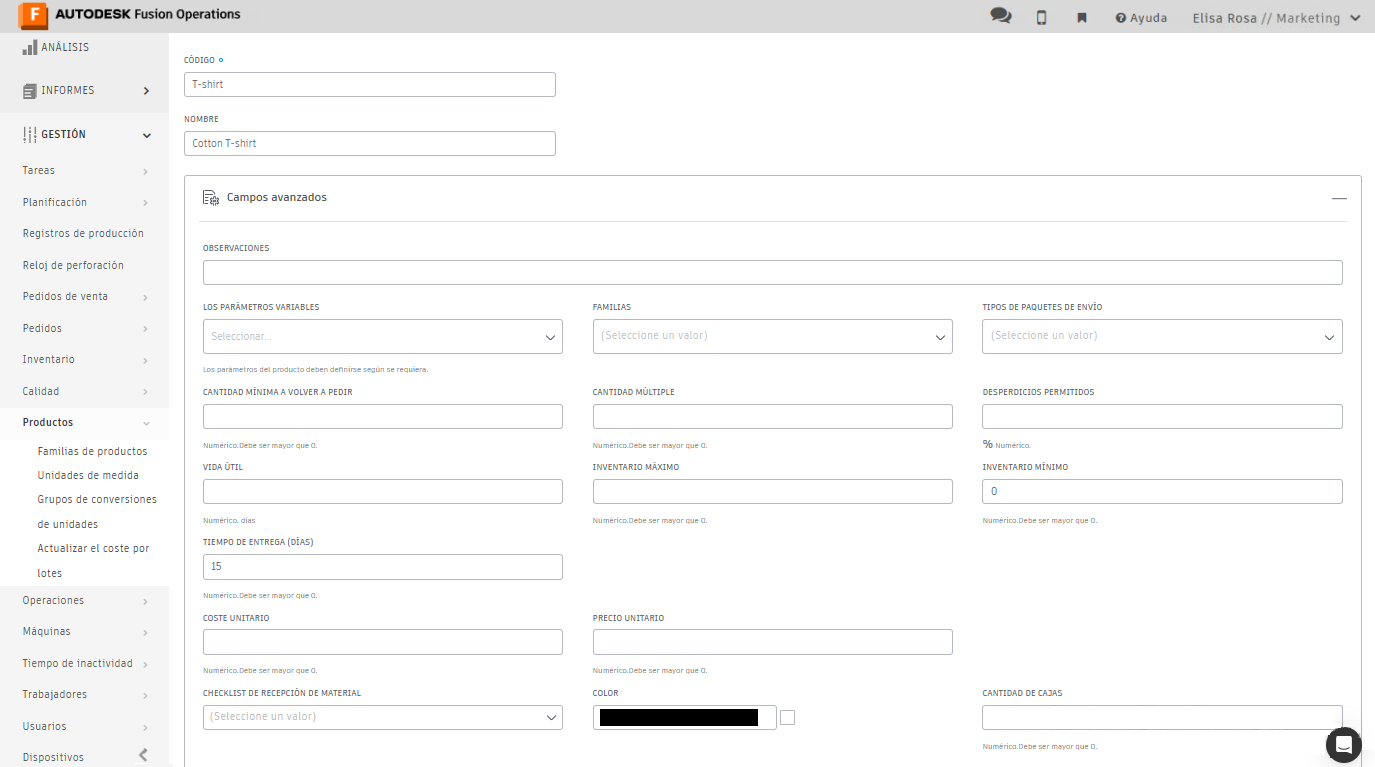 F AUTODESK Fusion Operations
Ayuda
Elisa Rosa // Marketing
ANÁLISIS
INFORMES
GESTIÓN
Tareas
Planificación
Registros de producción
Reloj de perforación
Pedidos de venta
Pedidos
Inventario
Calidad
Productos
Familias de productos
Unidades de medida
Grupos de conversiones
de unidades
Actualizar el coste por
lotes
Operaciones
Máquinas
Tiempo de inactividad
Trabajadores
Usuarios
Dispositivos
CÓDIGO
T-shirt
NOMBRE
Cotton T-shirt
Campos avanzados
OBSERVACIONES
LOS PARÁMETROS VARIABLES
Seleccionar...
Los parámetros del producto deben definirse según se requiera.
FAMILIAS
(Seleccione un valor)
TIPOS DE PAQUETES DE ENVÍO
(Seleccione un valor)
CANTIDAD MÍNIMA A VOLVER A PEDIR
Numérico.Debe ser mayor que 0.
CANTIDAD MÚLTIPLE
Numérico.Debe ser mayor que 0.
DESPERDICIOS PERMITIDOS
% Numérico.
VIDA ÚTIL
Numérico. días
INVENTARIO MÁXIMO
Numérico.Debe ser mayor que 0.
INVENTARIO MÍNIMO
0
Numérico.Debe ser mayor que 0.
TIEMPO DE ENTREGA (DÍAS)
15
Numérico.Debe ser mayor que 0.
COSTE UNITARIO
Numérico.Debe ser mayor que 0.
PRECIO UNITARIO
Numérico.Debe ser mayor que 0.
CHECKLIST DE RECEPCIÓN DE MATERIAL
(Seleccione un valor)
COLOR
CANTIDAD DE CAJAS
Numérico.Debe ser mayor que 0.